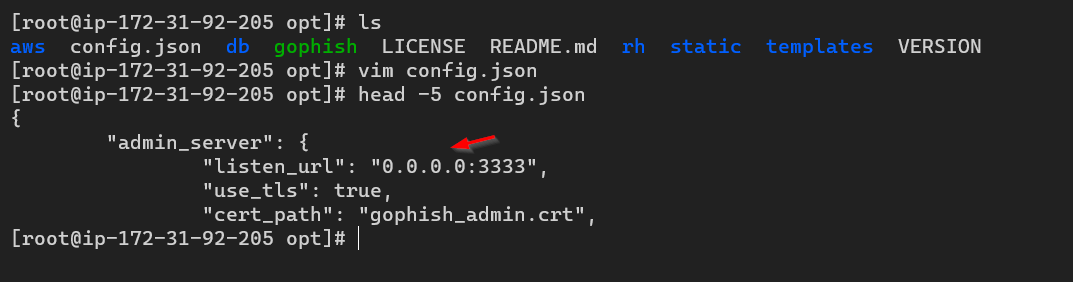 [root@ip-172-31-92-205 opt]# ls
aws  config.json  db  gophish  LICENSE  README.md  rh  static  templates  VERSION
[root@ip-172-31-92-205 opt]# vim config.json
[root@ip-172-31-92-205 opt]# head -5 config.json
{
        "admin_server": {
                "listen_url": "0.0.0.0:3333",
                "use_tls": true,
                "cert_path": "gophish_admin.crt",
[root@ip-172-31-92-205 opt]#